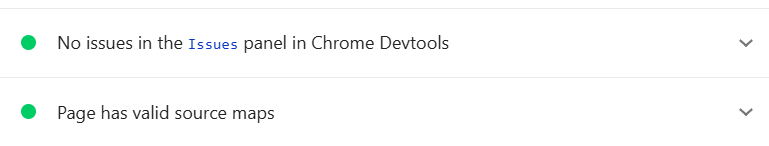 No issues in the Issues panel in Chrome Devtools
Page has valid source maps